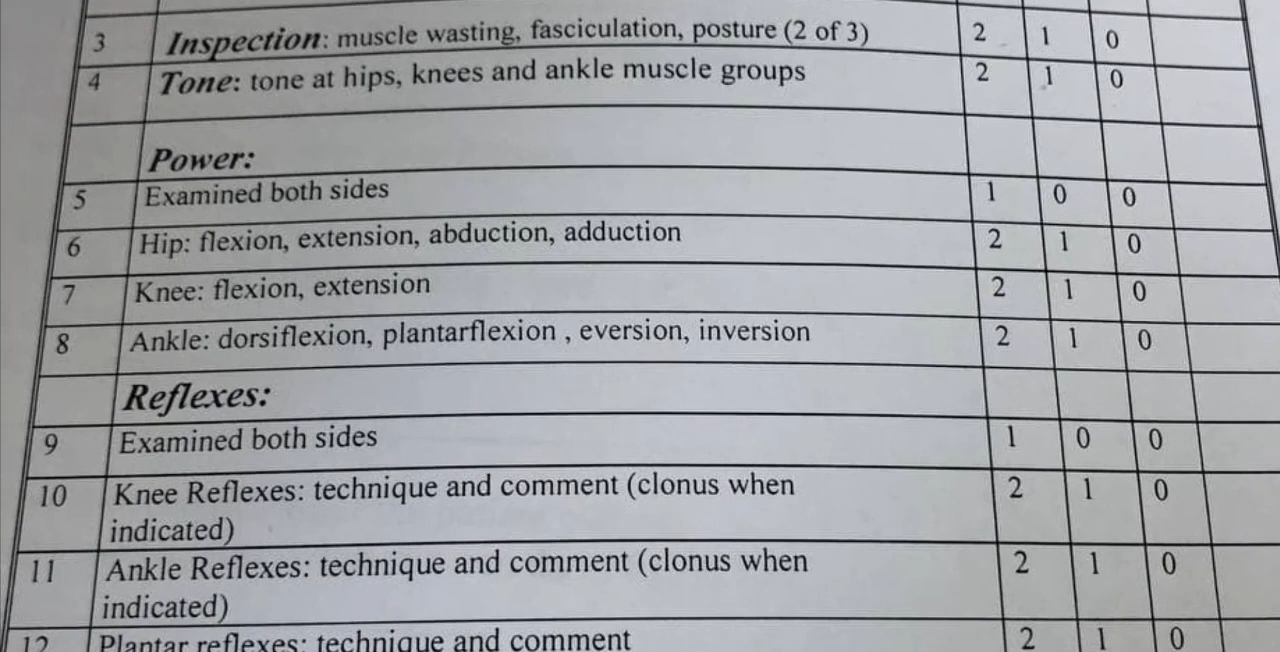 3 Inspection: muscle wasting, fasciculation, posture (2 of 3) 2 1 0
4 Tone: tone at hips, knees and ankle muscle groups 2 1 0
Power:
5 Examined both sides 1 0 0
6 Hip: flexion, extension, abduction, adduction 2 1 0
7 Knee: flexion, extension 2 1 0
8 Ankle: dorsiflexion, plantarflexion , eversion, inversion 2 1 0
Reflexes:
9 Examined both sides 1 0 0
10 Knee Reflexes: technique and comment (clonus when 2 1 0
indicated)
11 Ankle Reflexes: technique and comment (clonus when 2 1 0
indicated)
12 Plantar reflexes: technique and comment 2 1 0